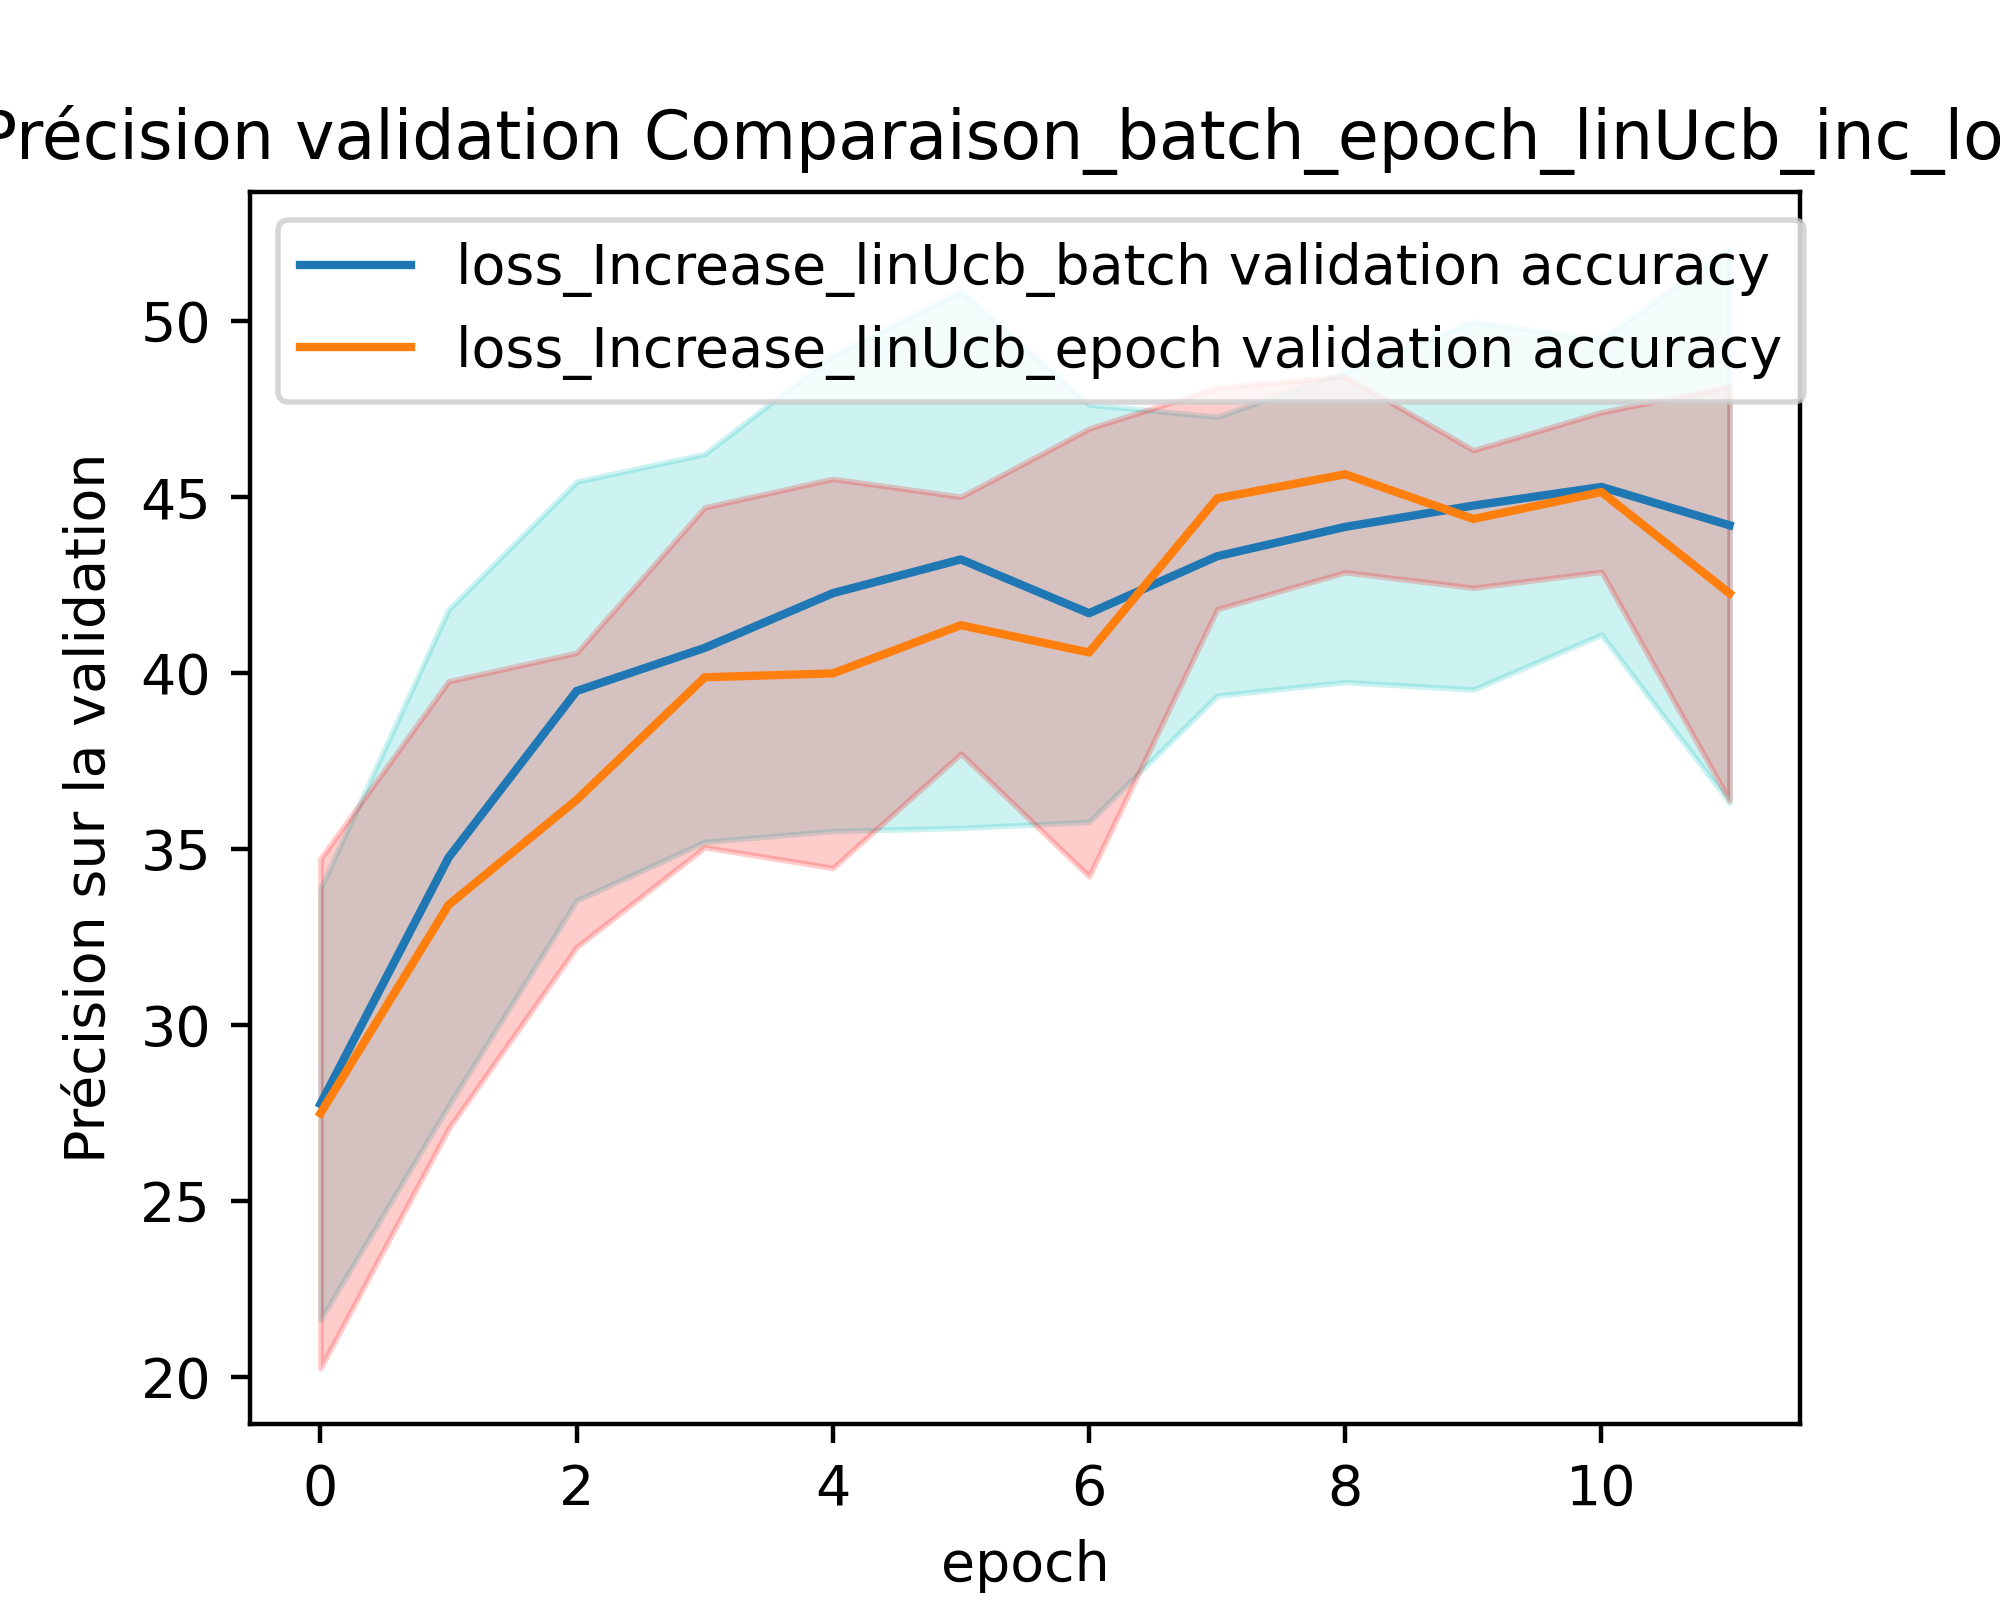 Précision validation Comparaison_batch_epoch_linUcb_inc_lo
loss_Increase_linUcb_batch validation accuracy
loss_Increase_linUcb_epoch validation accuracy
Précision sur la validation
50
45
40
35
30
25
20
0 2 4 6 8 10
epoch